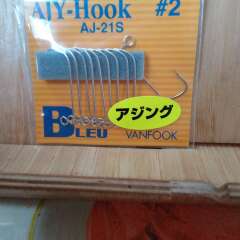 AJY-Hook #2
AJ-21S
アジング
BLEU VANFOOK